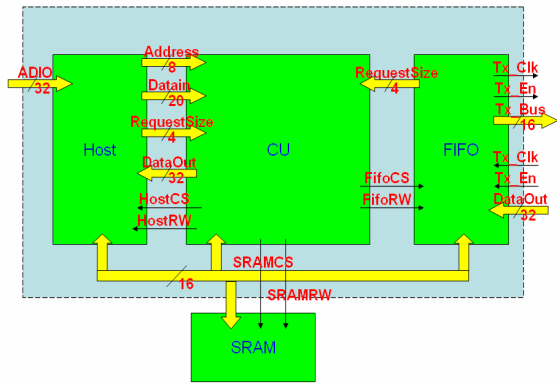 Address
8
ADIO
32
Datain
20
RequestSize
4
Host
DataOut
32
HostCS
HostRW
CU
RequestSize
4
FifoCS
FifoRW
FIFO
Tx_Clk
Tx_En
Tx_Bus
16
Tx_Clk
Tx_En
DataOut
32
16
SRAMCS
SRAMRW
SRAM